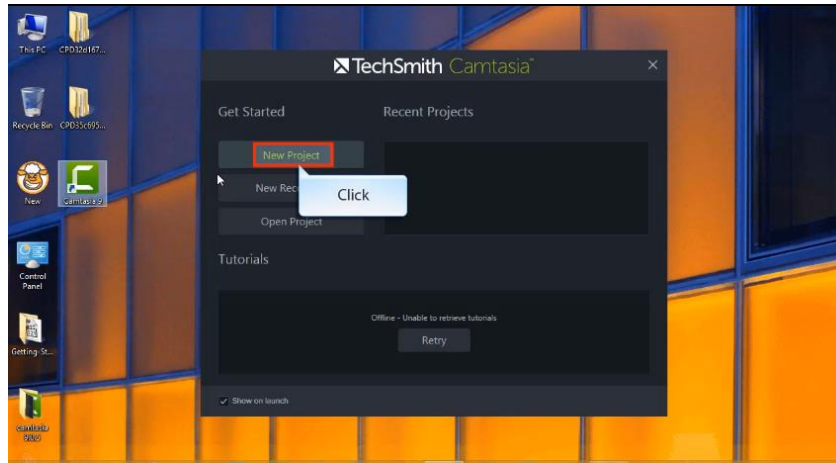 This PC
CPD32d167...
Recycle Bin
CPD35c695...
New
Camtasia 9
Control
Panel
Getting-St...
camtasia
TechSmith Camtasia
Get Started
Recent Projects
New Project
New Rec
Click
Open Project
Tutorials
Offline - Unable to retrieve tutorials
Retry
Show on launch